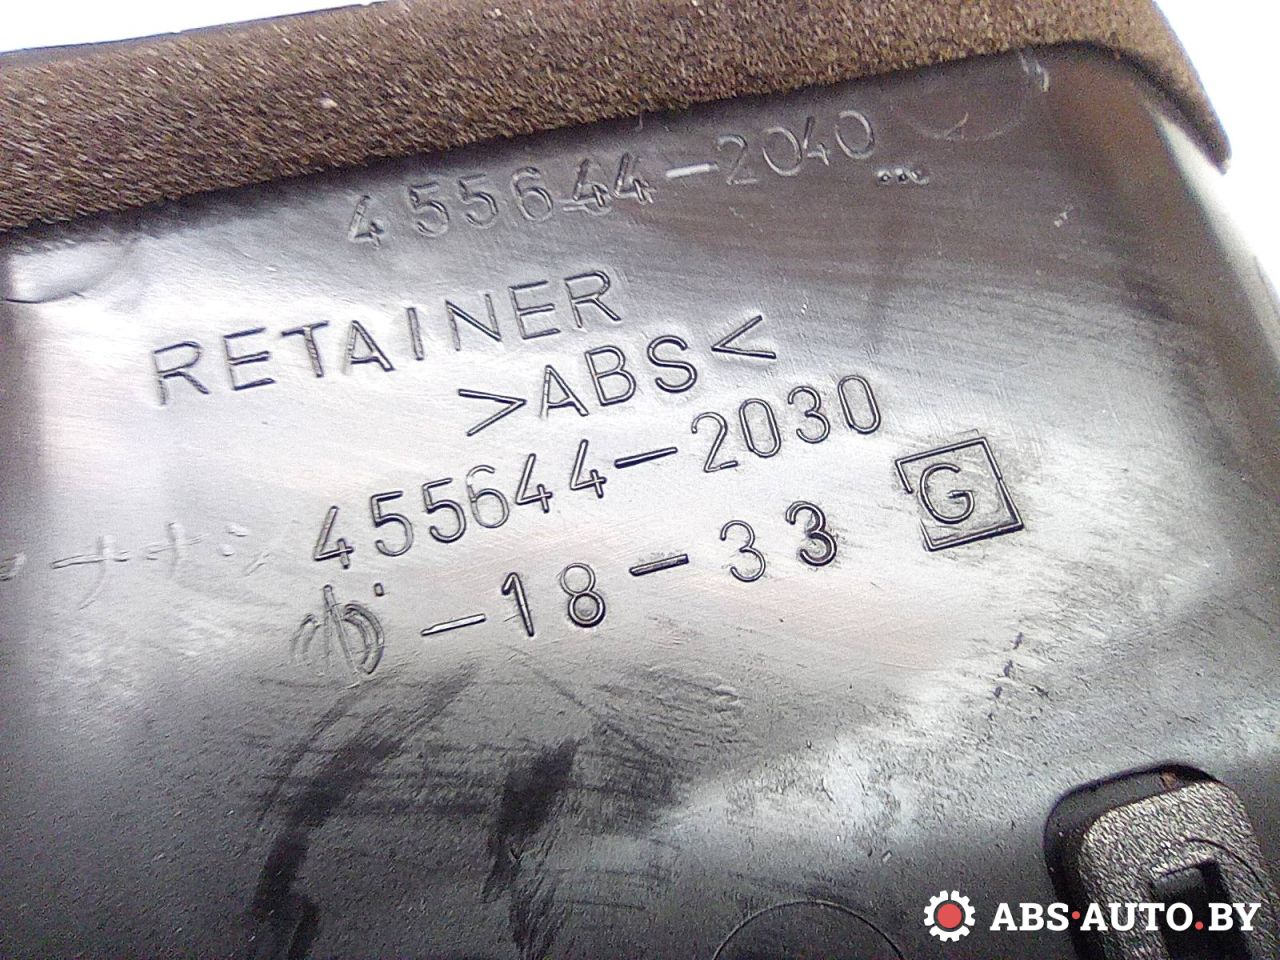 455644-2040
RETAINER
>ABS<
455644-2030
-18-33 G
ABS·AUTO.BY